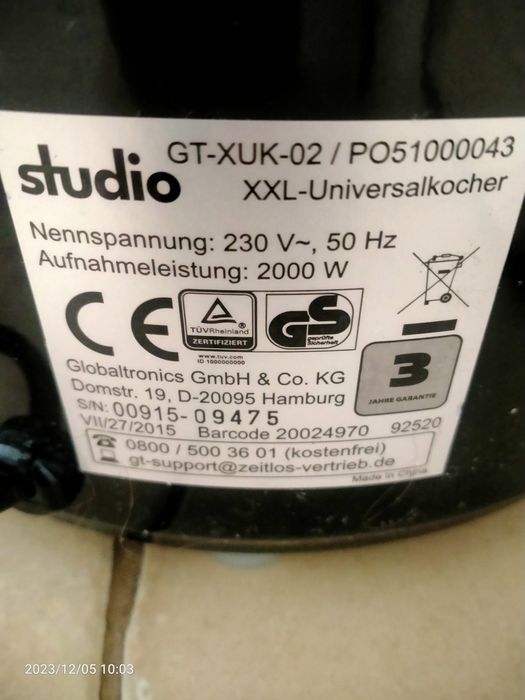 studio
GT-XUK-02 / PO51000043
XXL-Universalkocher
Nennspannung: 230 V~, 50 Hz
Aufnahmeleistung: 2000 W
CE
TÜVRheinland
ZERTIFIZIERT
www.tuv.com
ID 1000000000
GS
geprüfte
Sicherheit
Globaltronics GmbH & Co. KG
Domstr. 19, D-20095 Hamburg
S/N: 00915-09475
VII/27/2015 Barcode 20024970 92520
3
JAHRE GARANTIE
0800 / 500 36 01 (kostenfrei)
gt-support@zeitlos-vertrieb.de
Made in China
2023/12/05 10:03